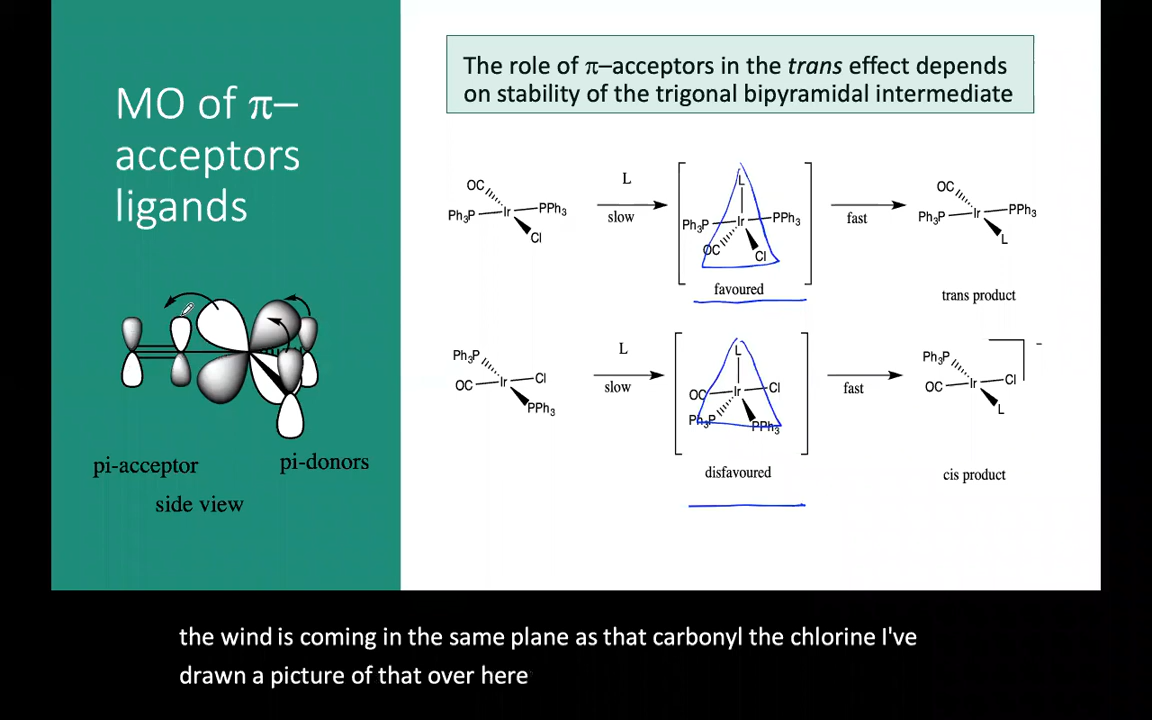 MO of π–
acceptors
ligands
pi-acceptor
pi-donors
side view
The role of π–acceptors in the trans effect depends
on stability of the trigonal bipyramidal intermediate
OC
Ph3P
Ir
PPh3
Cl
L
slow
L
Ph3P
Ir
PPh3
OC
Cl
favoured
fast
OC
Ph3P
Ir
PPh3
L
trans product
Ph3P
OC
Ir
Cl
PPh3
L
slow
L
OC
Ir
Cl
Ph3P
PPh3
disfavoured
fast
Ph3P
OC
Ir
Cl
L
–
cis product
the wind is coming in the same plane as that carbonyl the chlorine I've
drawn a picture of that over here